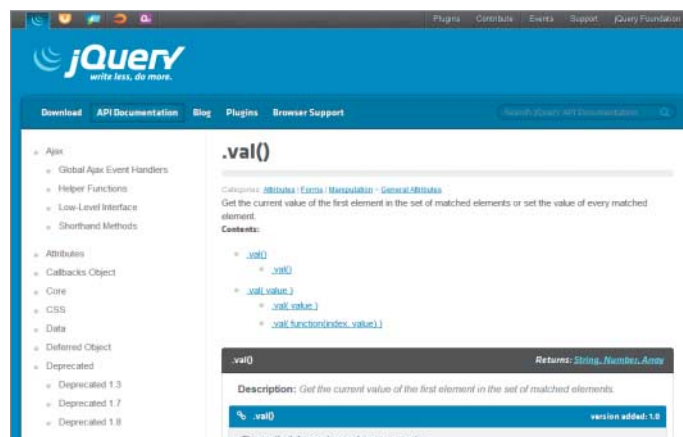 Plugins Contribute Events Support jQuery Foundation
jQuery
write less, do more.
Download API Documentation Blog Plugins Browser Support Search jQuery API Documentation
Ajax
Global Ajax Event Handlers
Helper Functions
Low-Level Interface
Shorthand Methods
Attributes
Callbacks Object
Core
CSS
Data
Deferred Object
Deprecated
Deprecated 1.3
Deprecated 1.7
Deprecated 1.8
.val()
Categories: Attributes | Forms | Manipulation > General Attributes
Get the current value of the first element in the set of matched elements or set the value of every matched
element.
Contents:
.val()
.val()
.val( value )
.val( value )
.val( function(index, value) )
.val() Returns: String, Number, Array
Description: Get the current value of the first element in the set of matched elements.
.val() version added: 1.0